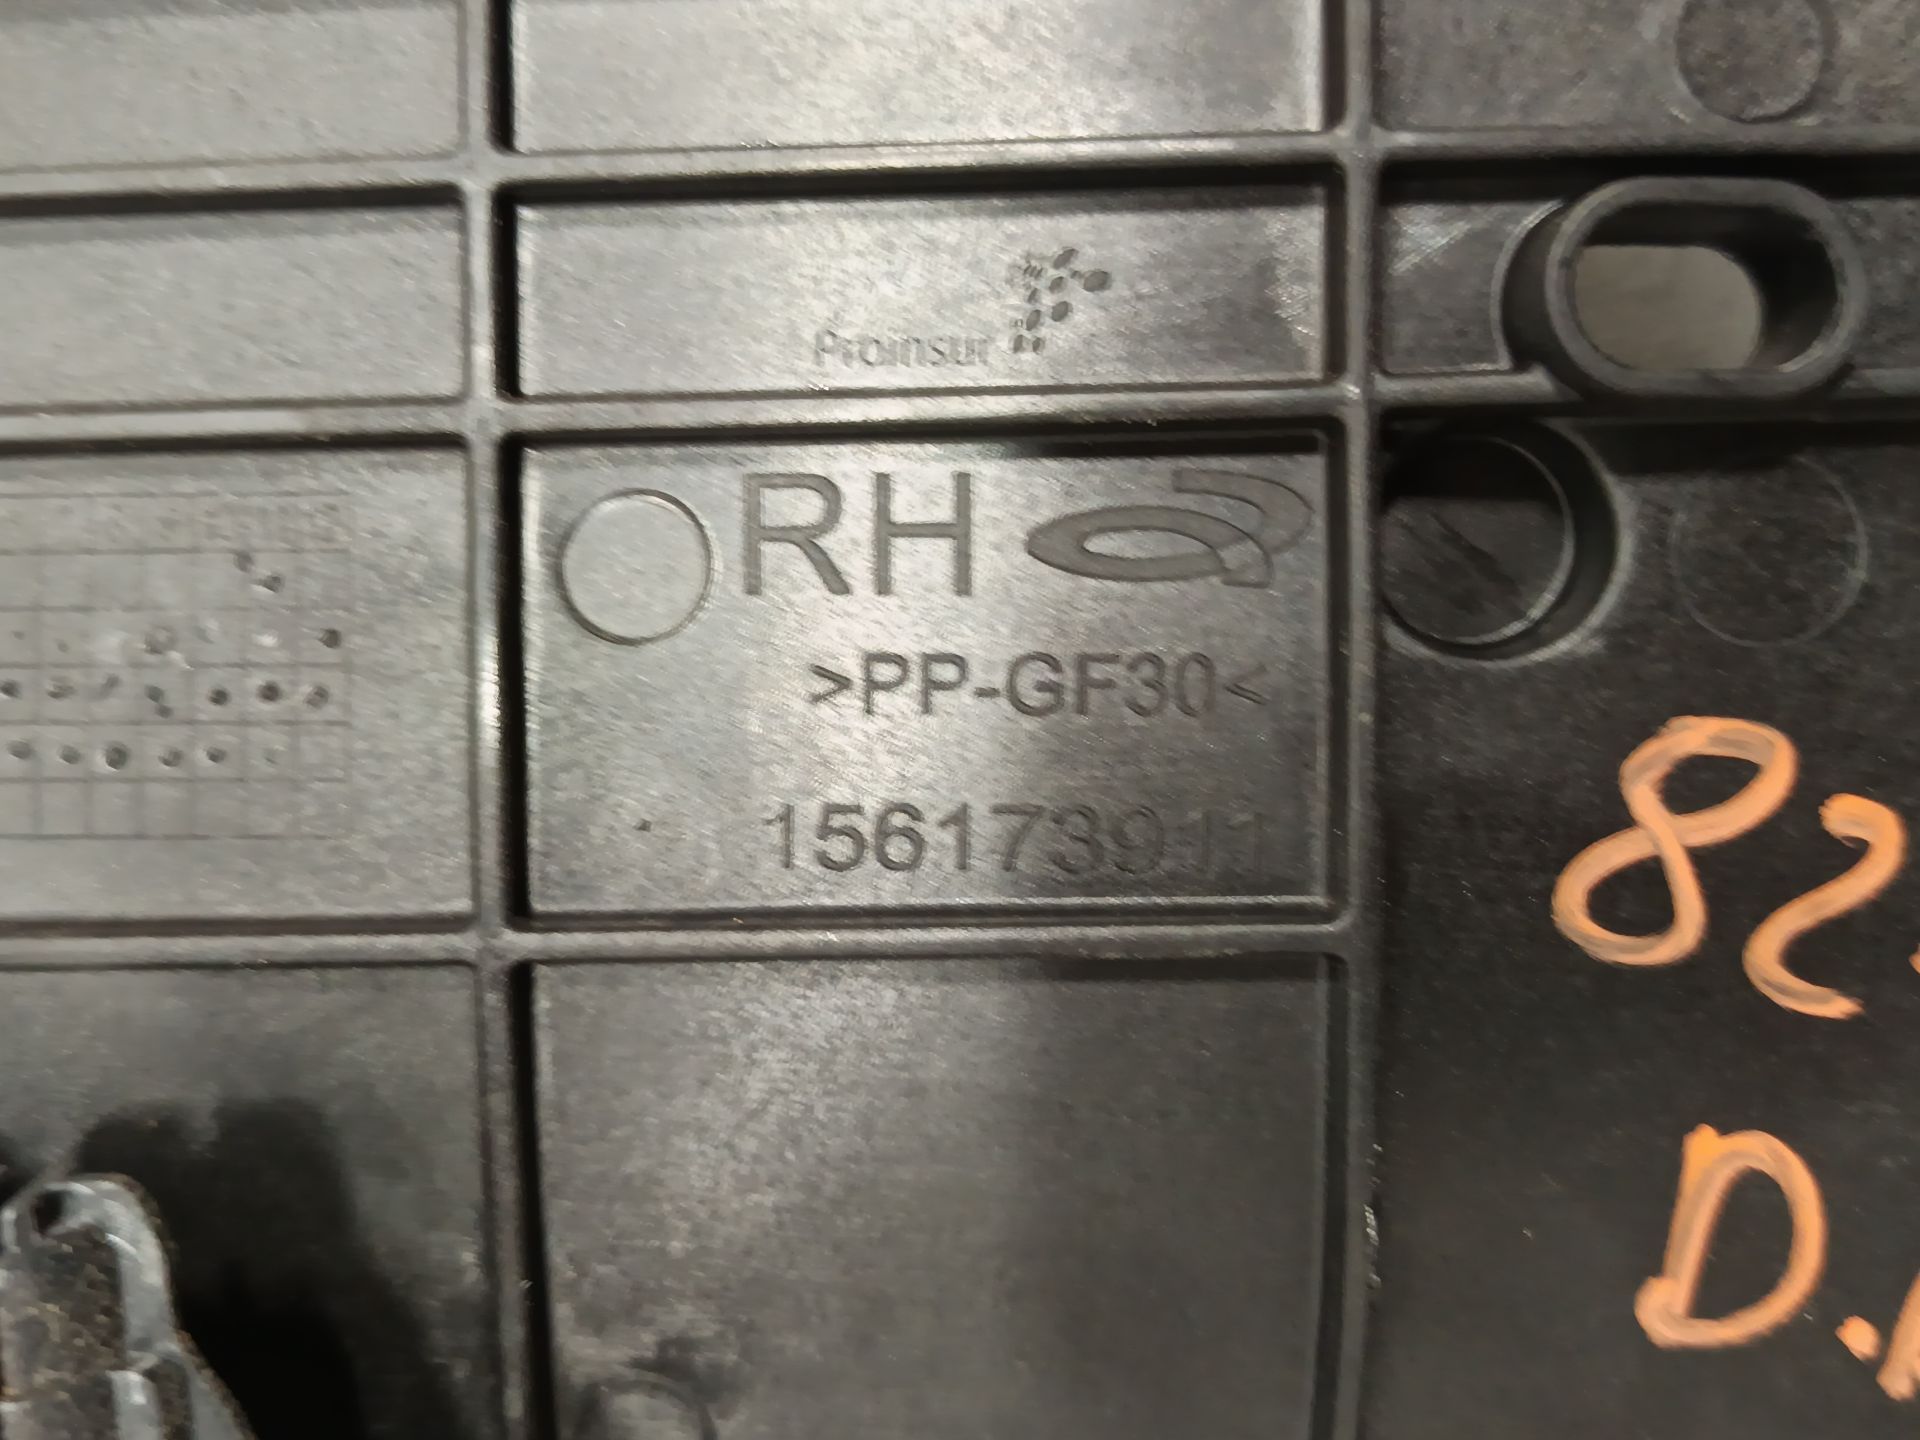 Proinsur
RH
>PP-GF30<
156173911
82
D.